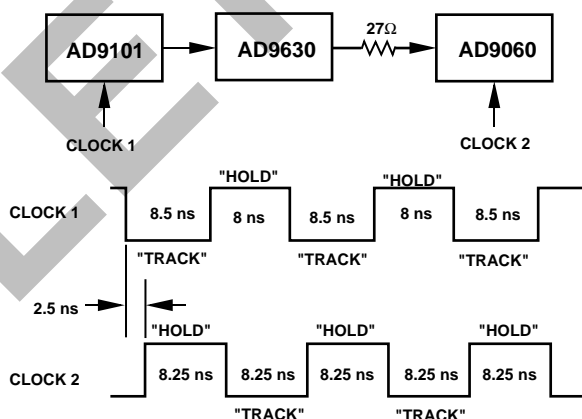 27Ω
AD9101 AD9630 AD9060
CLOCK 1 CLOCK 2
"HOLD" "HOLD"
CLOCK 1 8.5 ns 8 ns 8.5 ns 8 ns 8.5 ns
"TRACK" "TRACK" "TRACK"
2.5 ns
"HOLD" "HOLD" "HOLD"
CLOCK 2 8.25 ns 8.25 ns 8.25 ns 8.25 ns 8.25 ns
"TRACK" "TRACK"